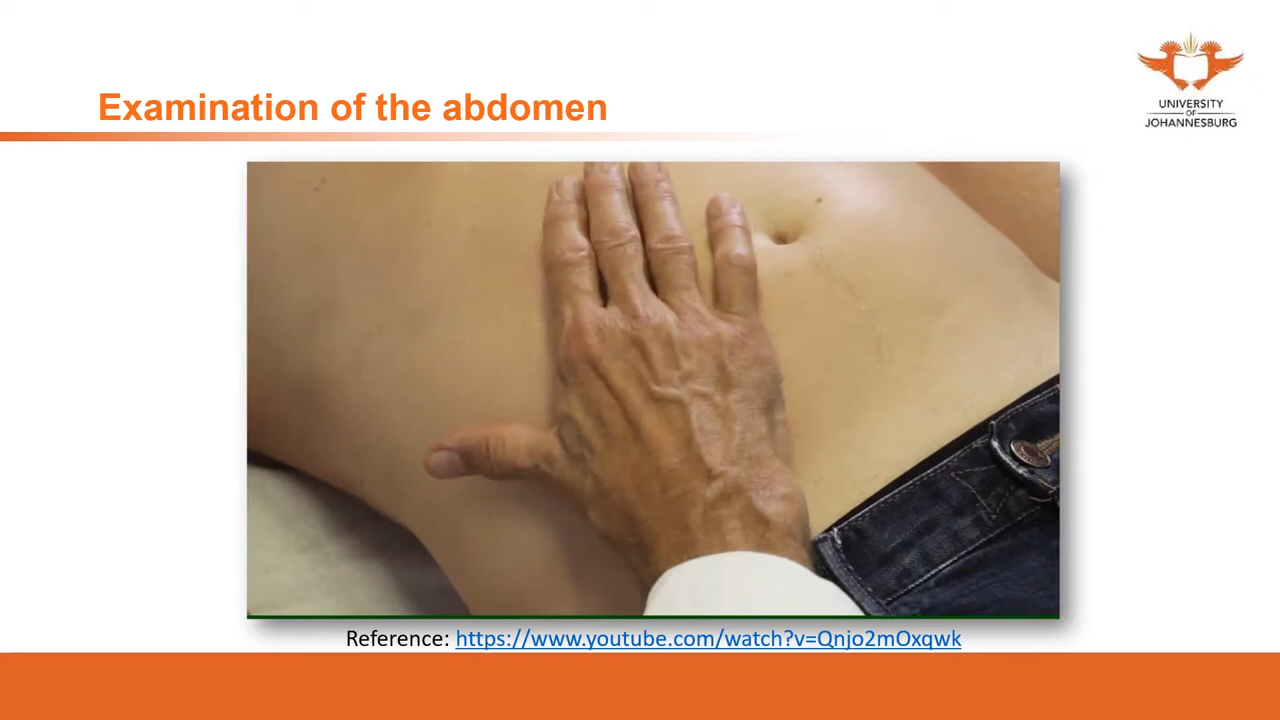 Examination of the abdomen
UNIVERSITY
OF
JOHANNESBURG
Reference: https://www.youtube.com/watch?v=Qnjo2mOxqwk